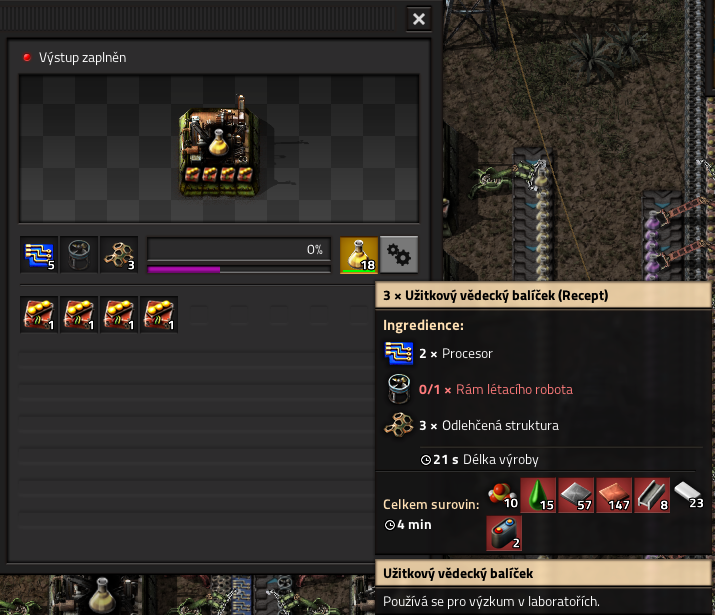 Výstup zaplněn
5
3
0%
18
1
1
1
1
3 × Užitkový vědecký balíček (Recept)
Ingredience:
2 × Procesor
0/1 × Rám létacího robota
3 × Odlehčená struktura
21 s Délka výroby
Celkem surovin:
10
15
57
147
8
23
4 min
2
Užitkový vědecký balíček
Používá se pro výzkum v laboratořích.